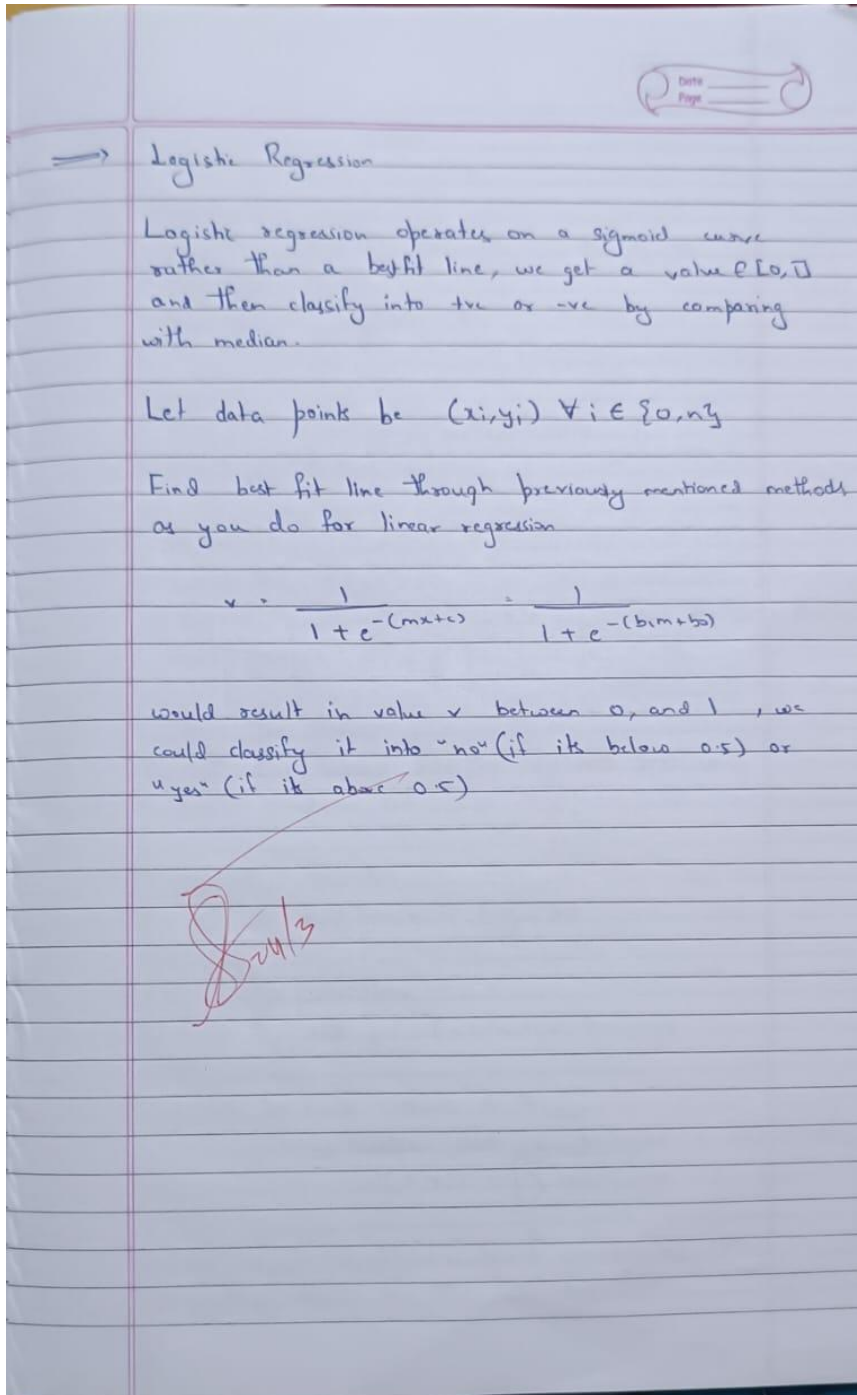 Date
Page
⇒ Logistic Regression
Logistic regression operates on a sigmoid curve
rather than a bestfit line, we get a value ∈ [0,1]
and then classify into +ve or -ve by comparing
with median.
Let data points be (xi,yi) ∀ i ∈ {0,n}
Find best fit line through previously mentioned methods
as you do for linear regression
v = 1 / (1 + e^-(mx+c)) = 1 / (1 + e^-(b1m+b0))
would result in value v between 0, and 1 , we
could classify it into "no" (if its below 0.5) or
"yes" (if its above 0.5)